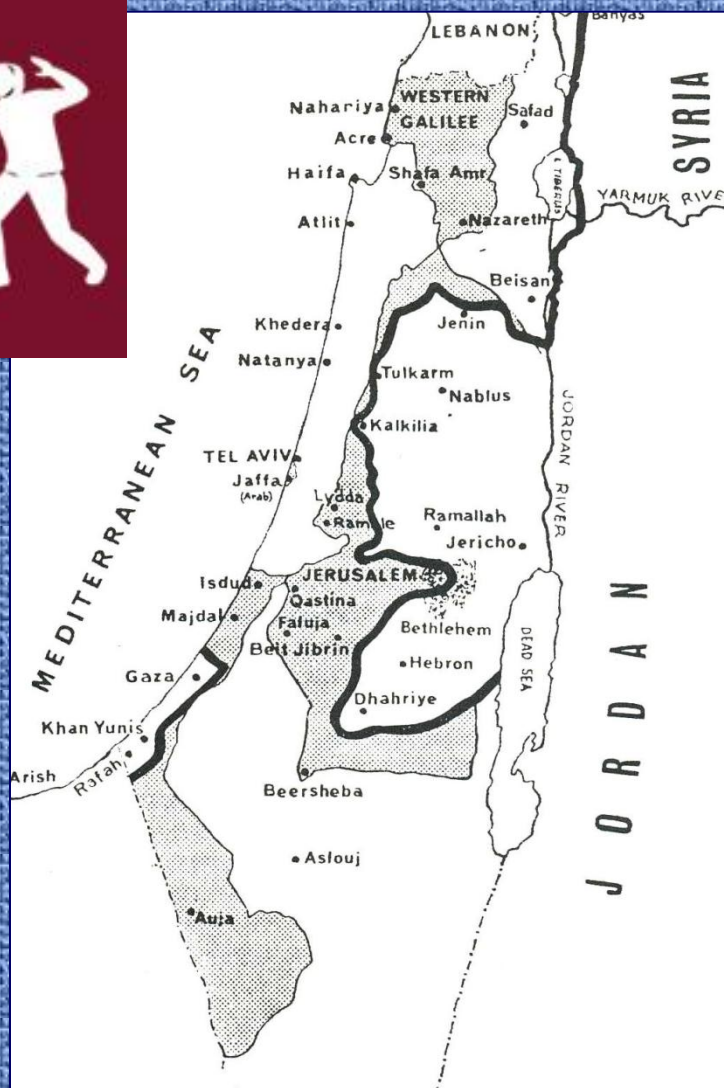 Banyas
LEBANON
SYRIA
WESTERN
GALILEE
Nahariya
Safad
Acre
Haifa
Shafa Amr
L TIBERIAS
YARMUK RIVE
Atlit
Nazareth
Beisan
Khedera
Jenin
MEDITERRANEAN SEA
Natanya
Tulkarm
Nablus
Kalkilia
JORDAN RIVER
TEL AVIV
Jaffa
(Arab)
Lydda
Ramle
Ramallah
Jericho
JERUSALEM
Isdud
Qastina
Majdal
Faluja
Bethlehem
Beit Jibrin
DEAD SEA
JORDAN
Gaza
Hebron
Dhahriye
Khan Yunis
Rafah
Arish
Beersheba
Aslouj
Auja